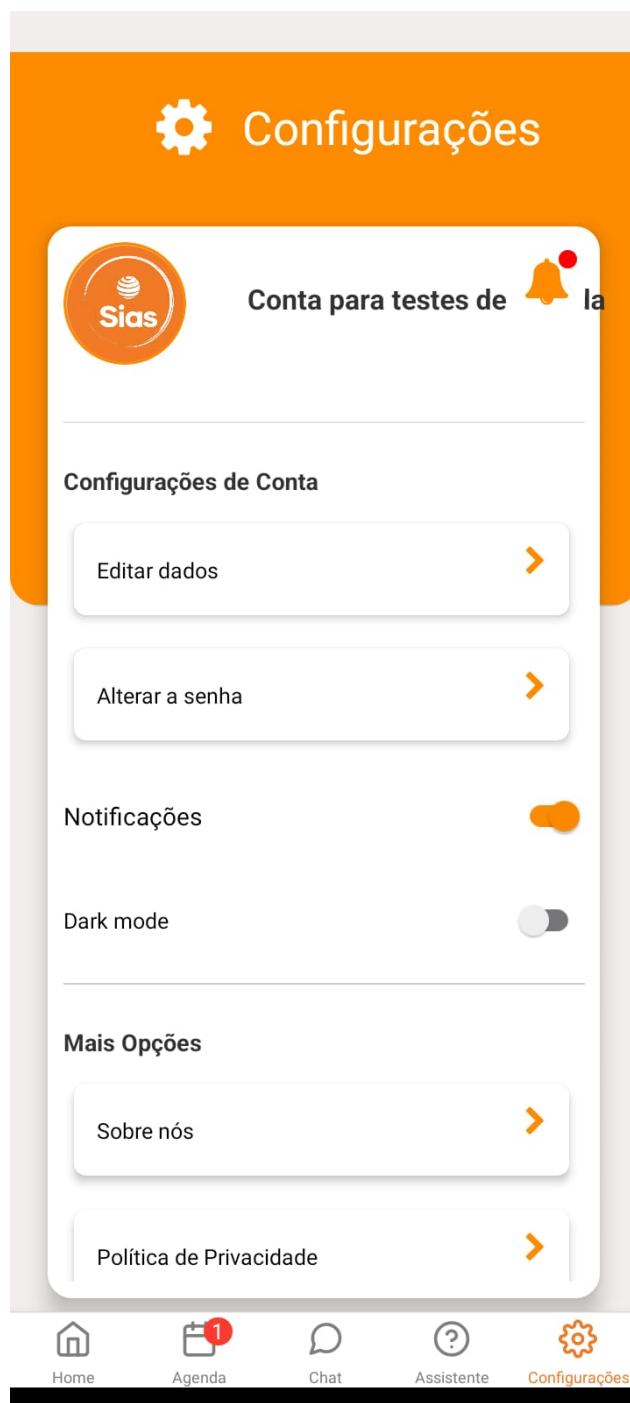 Configurações
Sias
Conta para testes de la
Configurações de Conta
Editar dados
Alterar a senha
Notificações
Dark mode
Mais Opções
Sobre nós
Política de Privacidade
1
Home Agenda Chat Assistente Configurações